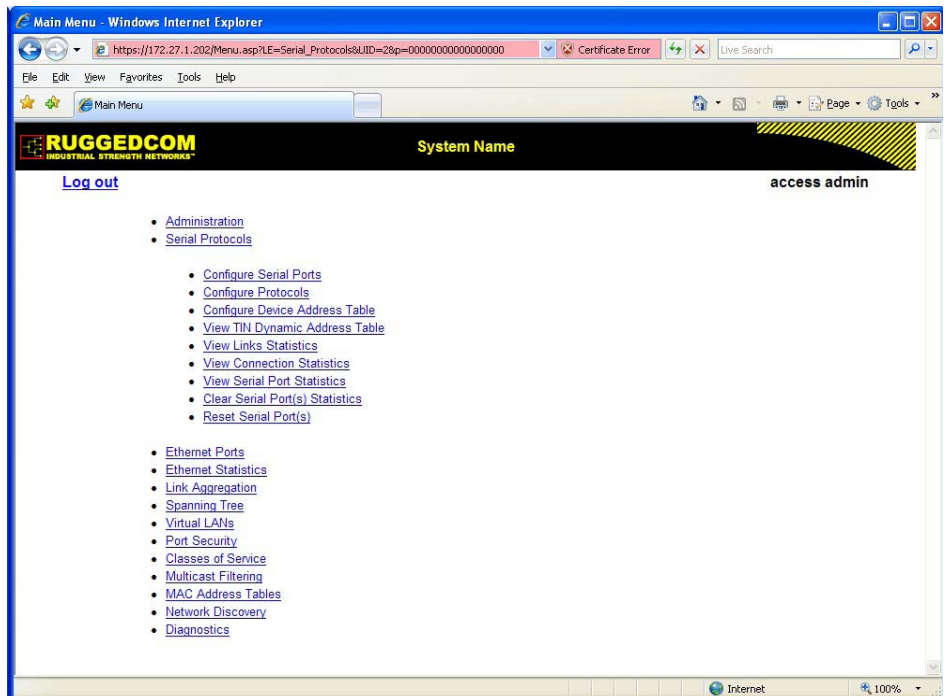 Main Menu - Windows Internet Explorer
https://172.27.1.202/Menu.asp?LE=Serial_Protocols&UID=28p=00000000000000000
Certificate Error
Live Search
File Edit View Favorites Tools Help
Main Menu
Page
Tools
»
RUGGEDCOM
INDUSTRIAL STRENGTH NETWORKS™
System Name
Log out
access admin
Administration
Serial Protocols
Configure Serial Ports
Configure Protocols
Configure Device Address Table
View TIN Dynamic Address Table
View Links Statistics
View Connection Statistics
View Serial Port Statistics
Clear Serial Port(s) Statistics
Reset Serial Port(s)
Ethernet Ports
Ethernet Statistics
Link Aggregation
Spanning Tree
Virtual LANs
Port Security
Classes of Service
Multicast Filtering
MAC Address Tables
Network Discovery
Diagnostics
Internet
100%